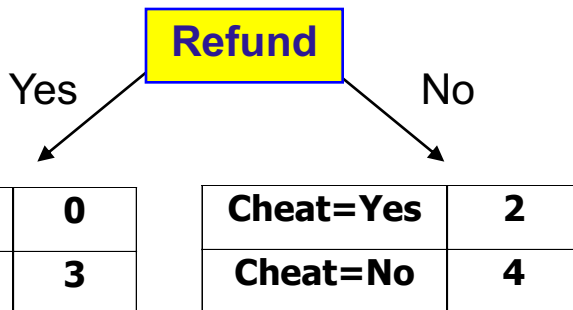 Refund
Yes No
0 Cheat=Yes 2
3 Cheat=No 4